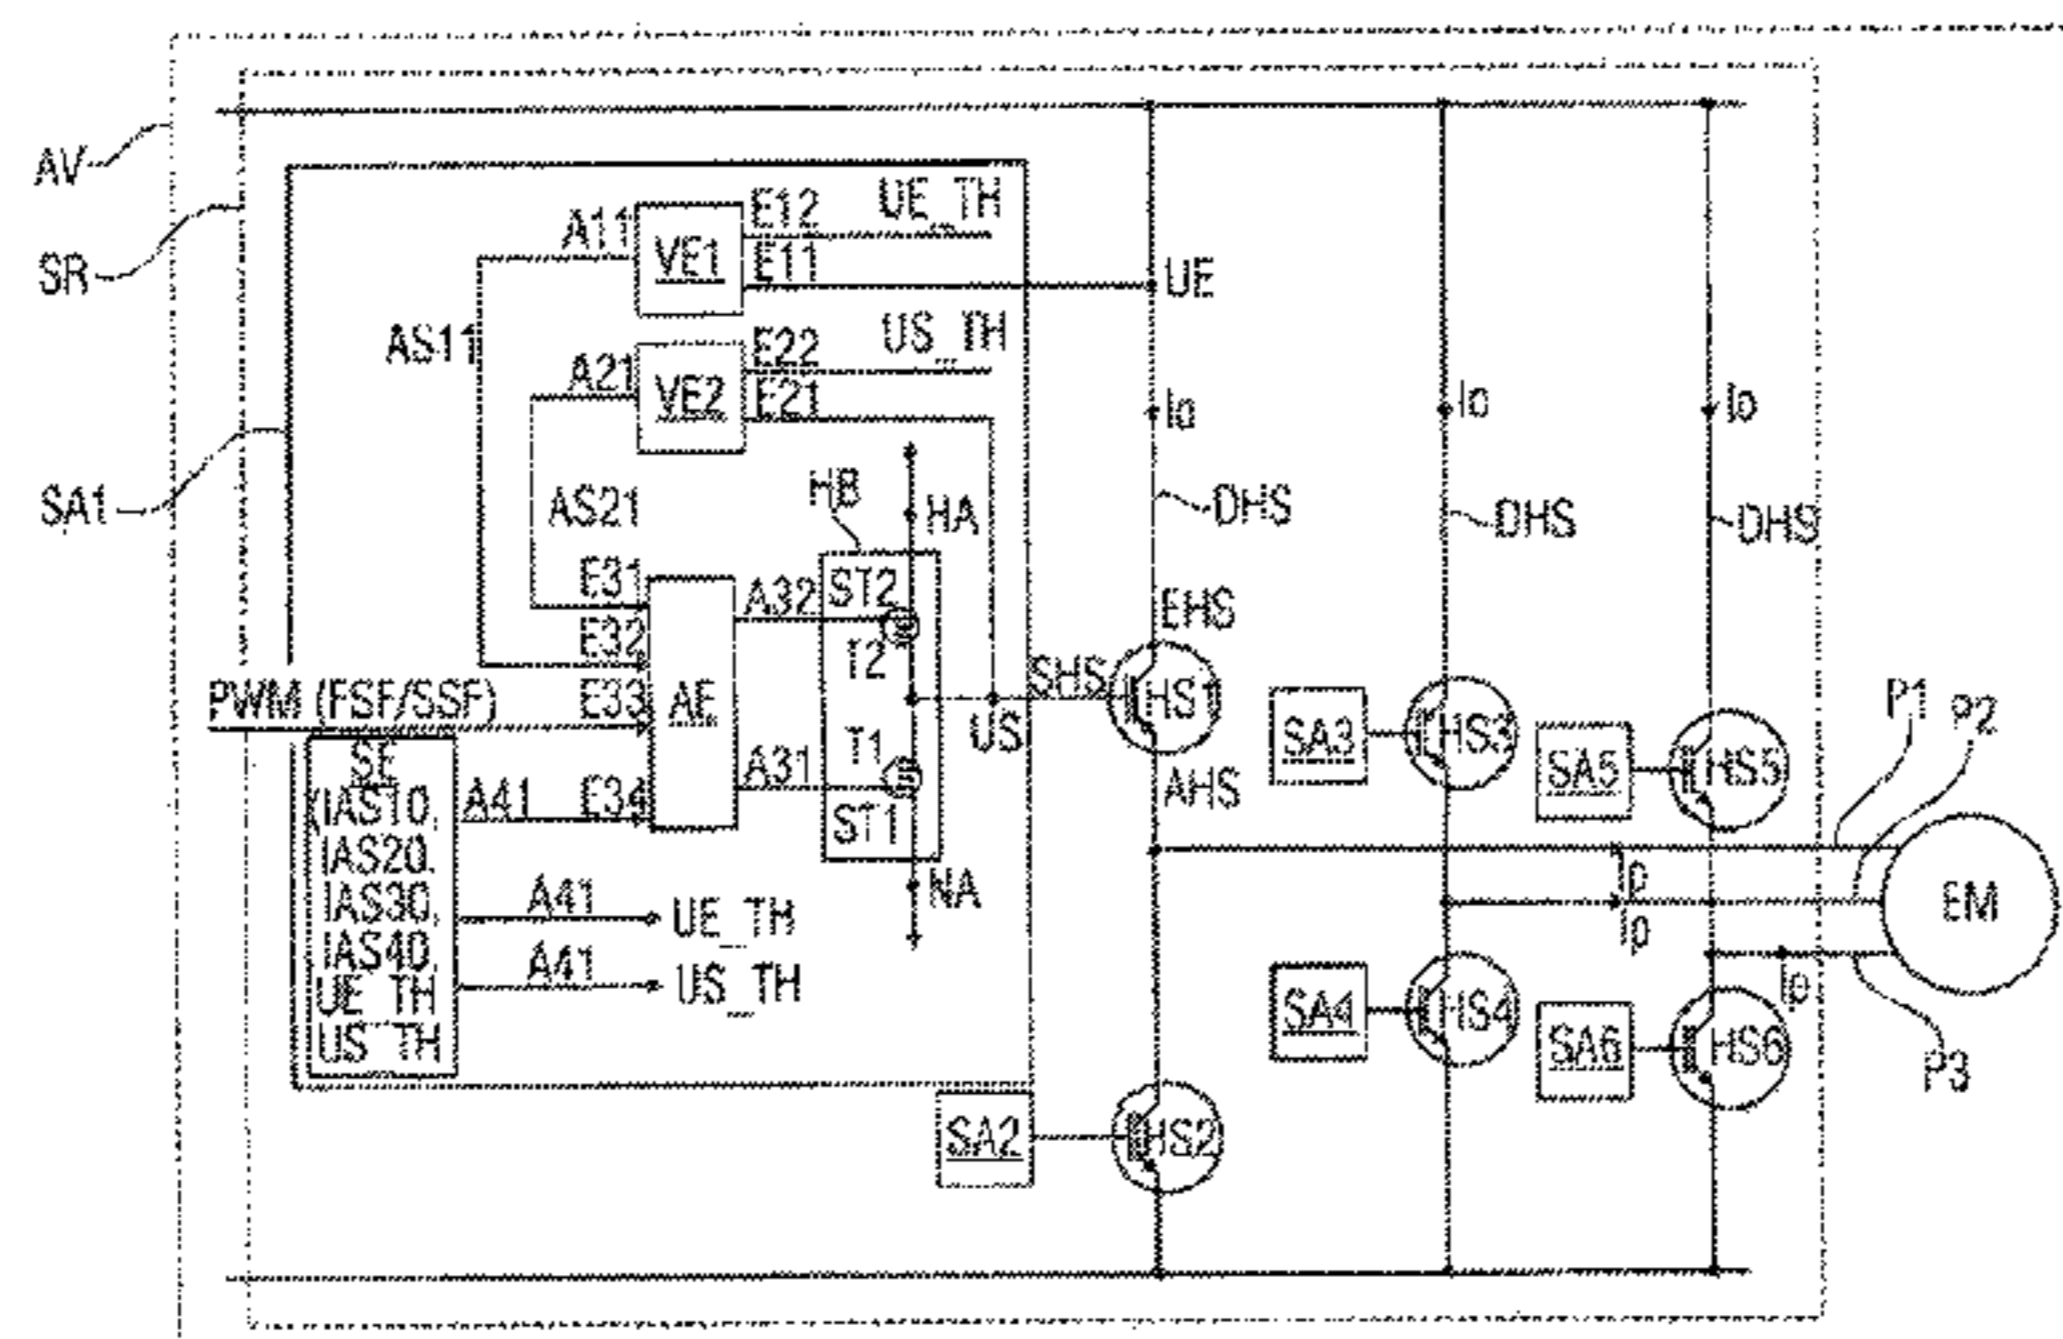 AV
SR
SA1
A11
VE1
E12
UE_TH
E11
UE
AS11
A21
VE2
E22
US_TH
E21
AS21
HB
HA
Io
Io
Io
DHS
DHS
DHS
E31
E32
PWM (FSF/SSF)
E33
AE
A32
ST2
T2
T1
A31
ST1
NA
US
SHS
EHS
HS1
AHS
SE
(IAS10,
IAS20,
IAS30,
IAS40,
UE_TH
US_TH
A41
E34
A41
UE_TH
A41
US_TH
SA3
HS3
SA5
HS5
P1
P2
Ip
Ip
Ip
EM
SA4
HS4
SA6
HS6
P3
SA2
HS2